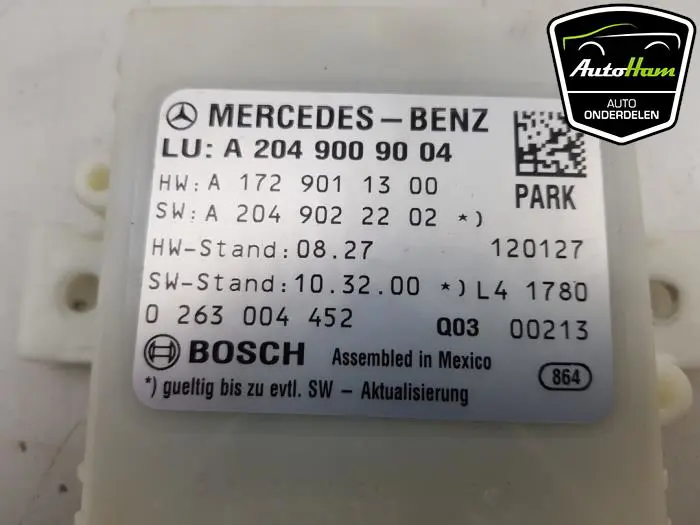 AutoHam
AUTO
ONDERDELEN
MERCEDES-BENZ
LU: A 204 900 90 04
HW: A 172 901 13 00
SW: A 204 902 22 02 *)
PARK
HW-Stand: 08.27 120127
SW-Stand: 10.32.00 *) L4 1780
0 263 004 452 Q03 00213
BOSCH Assembled in Mexico 864
*) gueltig bis zu evtl. SW - Aktualisierung